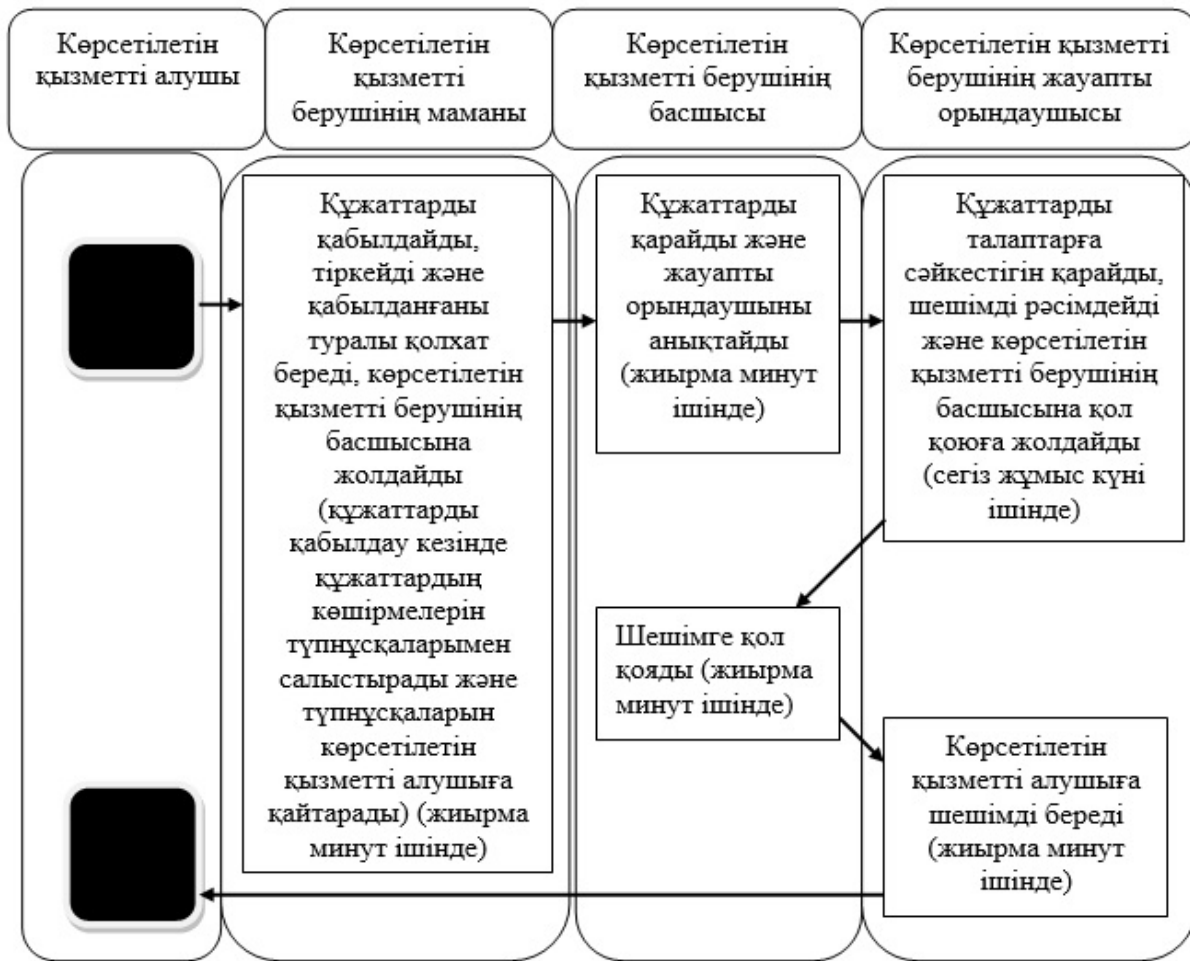 Көрсетілетін
қызметті алушы
Көрсетілетін
қызметті
берушінің маманы
Көрсетілетін
қызметті берушінің
басшысы
Көрсетілетін қызметті
берушінің жауапты
орындаушысы
Құжаттарды
қабылдайды,
тіркейді және
қабылданғаны
туралы қолхат
береді, көрсетілетін
қызметті берушінің
басшысына
жолдайды
(құжаттарды
қабылдау кезінде
құжаттардың
көшірмелерін
түпнұсқаларымен
салыстырады және
түпнұсқаларын
көрсетілетін
қызметті алушыға
қайтарады) (жиырма
минут ішінде)
Құжаттарды
қарайды және
жауапты
орындаушыны
анықтайды
(жиырма минут
ішінде)
Құжаттарды
талаптарға
сәйкестігін қарайды,
шешімді рәсімдейді
және көрсетілетін
қызметті берушінің
басшысына қол
қоюға жолдайды
(сегіз жұмыс күні
ішінде)
Шешімге қол
қояды (жиырма
минут ішінде)
Көрсетілетін
қызметті алушыға
шешімді береді
(жиырма минут
ішінде)